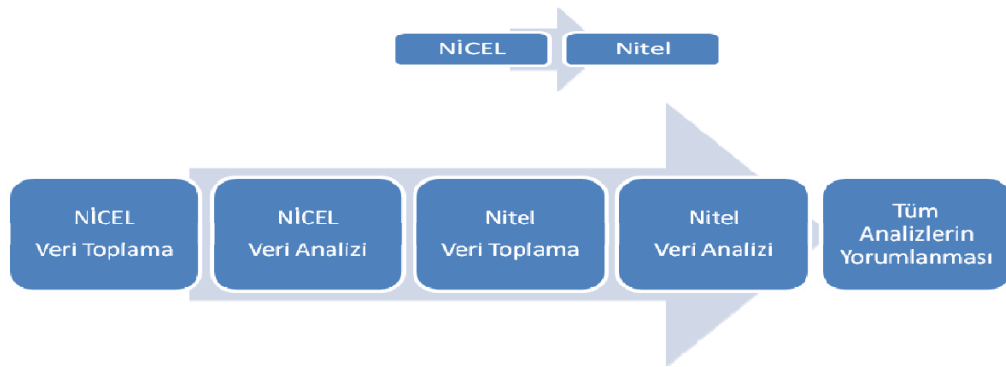 NİCEL
Nitel
NİCEL
Veri Toplama
NİCEL
Veri Analizi
Nitel
Veri Toplama
Nitel
Veri Analizi
Tüm
Analizlerin
Yorumlanması